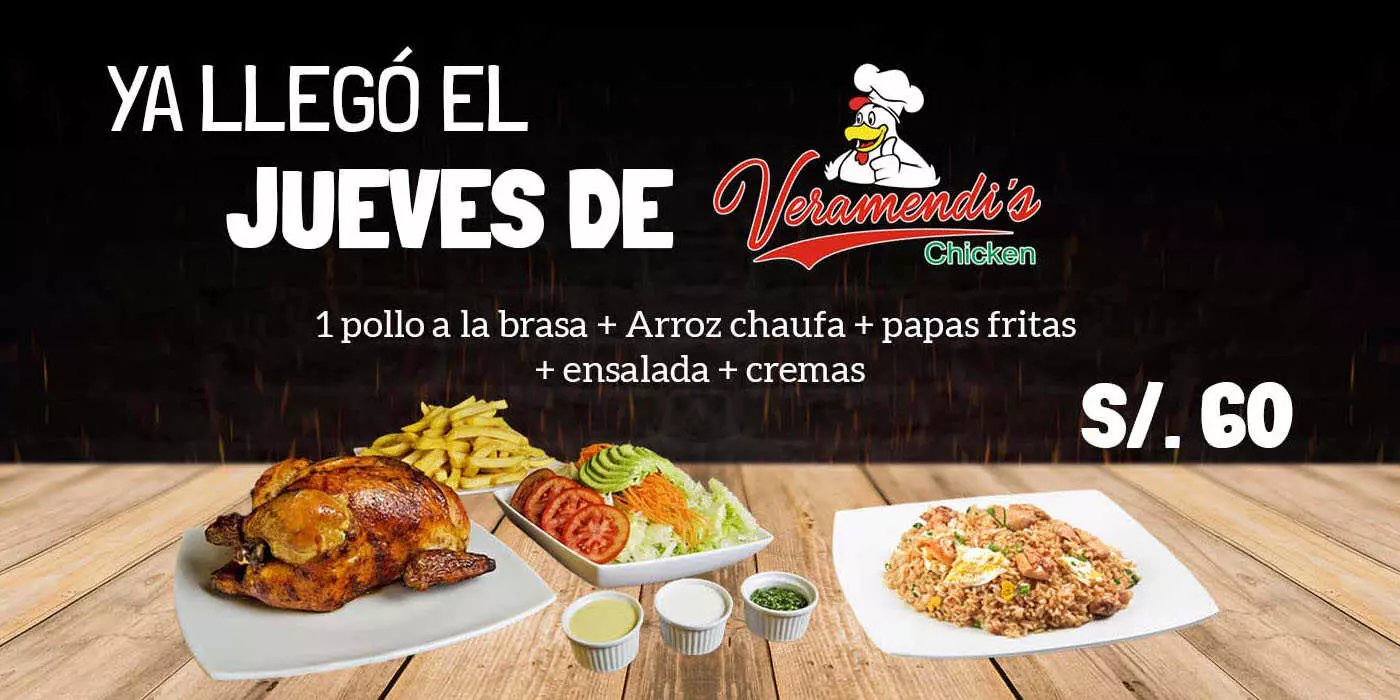 YA LLEGÓ EL
JUEVES DE
Veramendi's
Chicken
1 pollo a la brasa + Arroz chaufa + papas fritas
+ ensalada + cremas
S/. 60